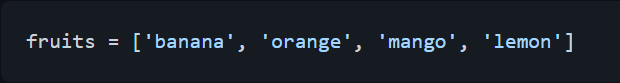 fruits = ['banana', 'orange', 'mango', 'lemon']